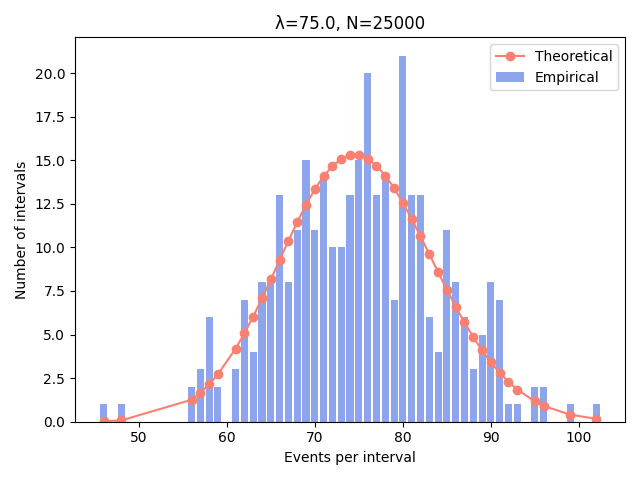 λ=75.0, N=25000
Theoretical
Empirical
Number of intervals
20.0
17.5
15.0
12.5
10.0
7.5
5.0
2.5
0.0
50 60 70 80 90 100
Events per interval